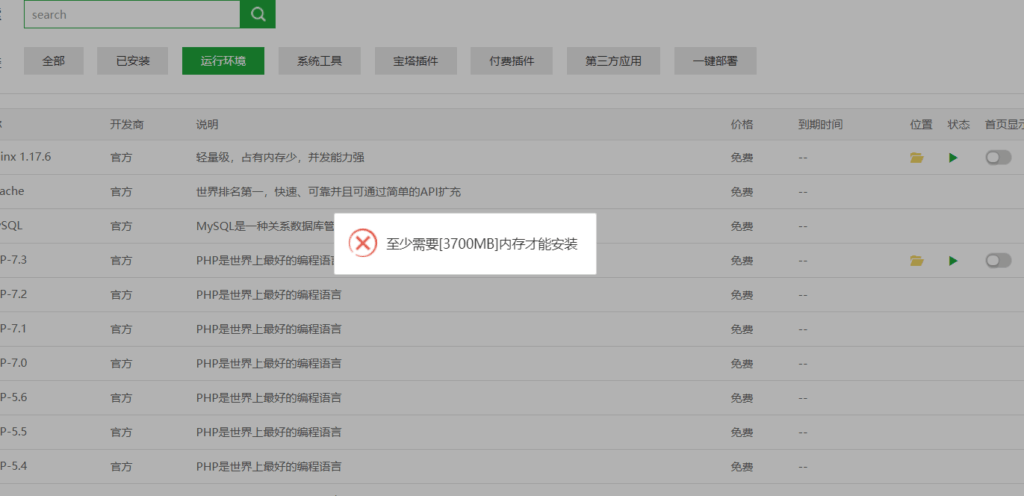 search
全部 已安装 运行环境 系统工具 宝塔插件 付费插件 第三方应用 一键部署
开发商 说明 价格 到期时间 位置 状态 首页显示
inx 1.17.6 官方 轻量级，占有内存少，并发能力强 免费 --
ache 官方 世界排名第一，快速、可靠并且可通过简单的API扩充 免费 --
SQL 官方 MySQL是一种关系数据库管 免费 --
至少需要[3700MB]内存才能安装
P-7.3 官方 PHP是世界上最好的编程语言 免费 --
P-7.2 官方 PHP是世界上最好的编程语言 免费 --
P-7.1 官方 PHP是世界上最好的编程语言 免费 --
P-7.0 官方 PHP是世界上最好的编程语言 免费 --
P-5.6 官方 PHP是世界上最好的编程语言 免费 --
P-5.5 官方 PHP是世界上最好的编程语言 免费 --
P-5.4 官方 PHP是世界上最好的编程语言 免费 --